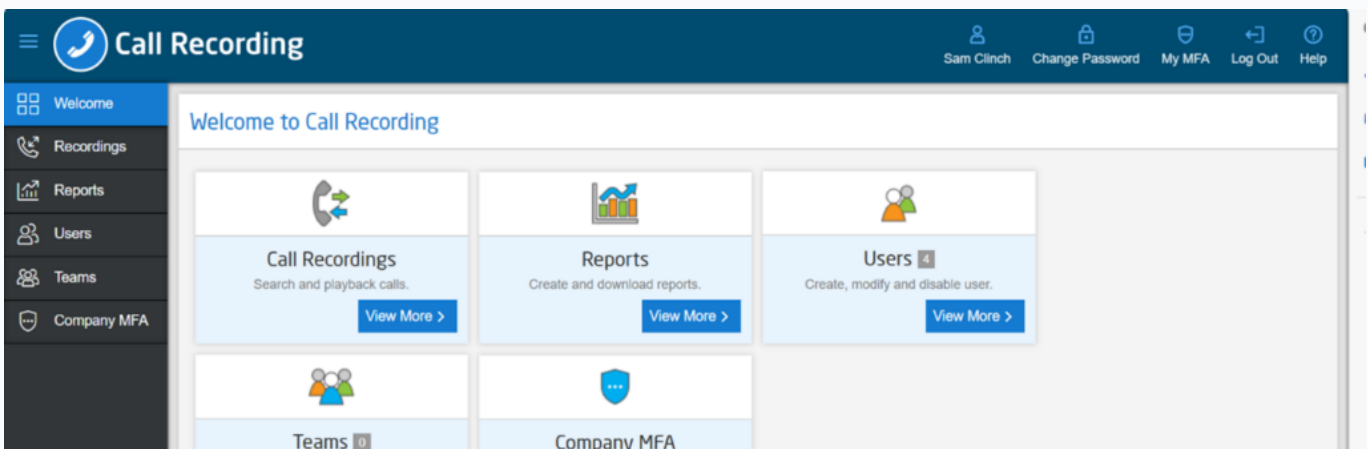 Call Recording
Sam Clinch
Change Password
My MFA
Log Out
Help
Welcome
Recordings
Reports
Users
Teams
Company MFA
Welcome to Call Recording
Call Recordings
Search and playback calls.
View More >
Reports
Create and download reports.
View More >
Users 4
Create, modify and disable user.
View More >
Teams 0
Company MFA